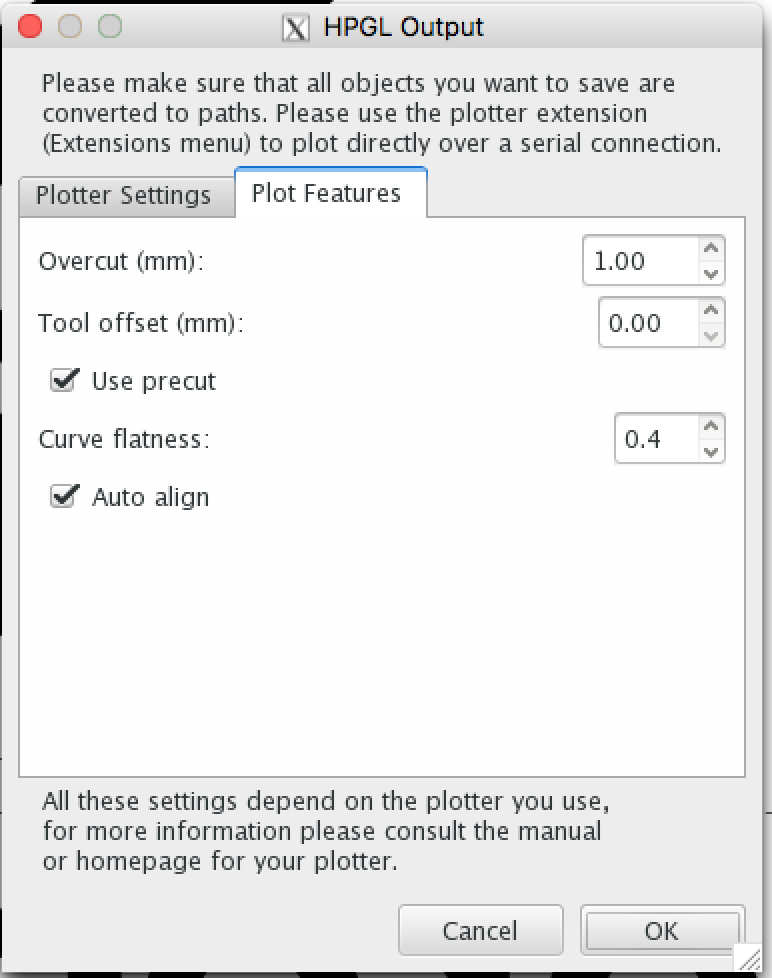 HPGL Output
Please make sure that all objects you want to save are
converted to paths. Please use the plotter extension
(Extensions menu) to plot directly over a serial connection.
Plotter Settings
Plot Features
Overcut (mm):
1.00
Tool offset (mm):
0.00
Use precut
Curve flatness:
0.4
Auto align
All these settings depend on the plotter you use,
for more information please consult the manual
or homepage for your plotter.
Cancel
OK